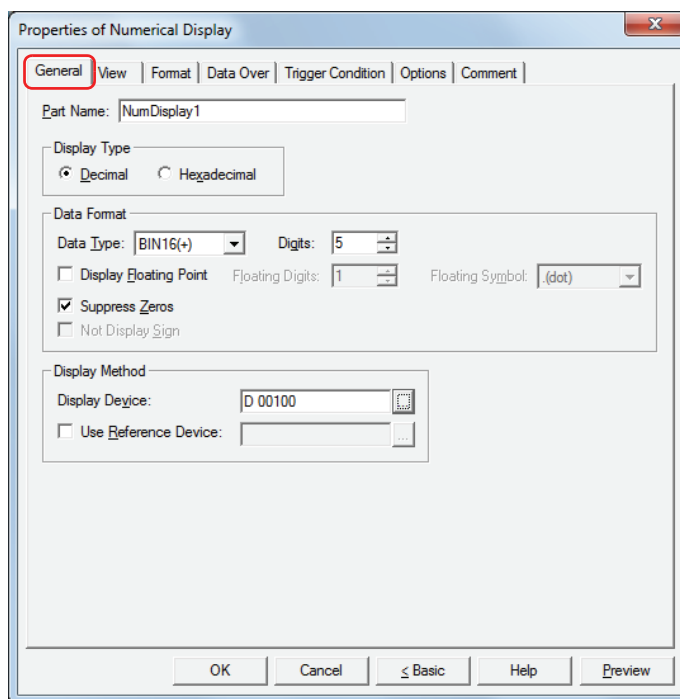 Properties of Numerical Display
General View Format Data Over Trigger Condition Options Comment
Part Name: NumDisplay1
Display Type
Decimal Hexadecimal
Data Format
Data Type: BIN16(+) Digits: 5
Display Floating Point Floating Digits: 1 Floating Symbol: .(dot)
Suppress Zeros
Not Display Sign
Display Method
Display Device: D 00100
Use Reference Device: ...
OK Cancel < Basic Help Preview